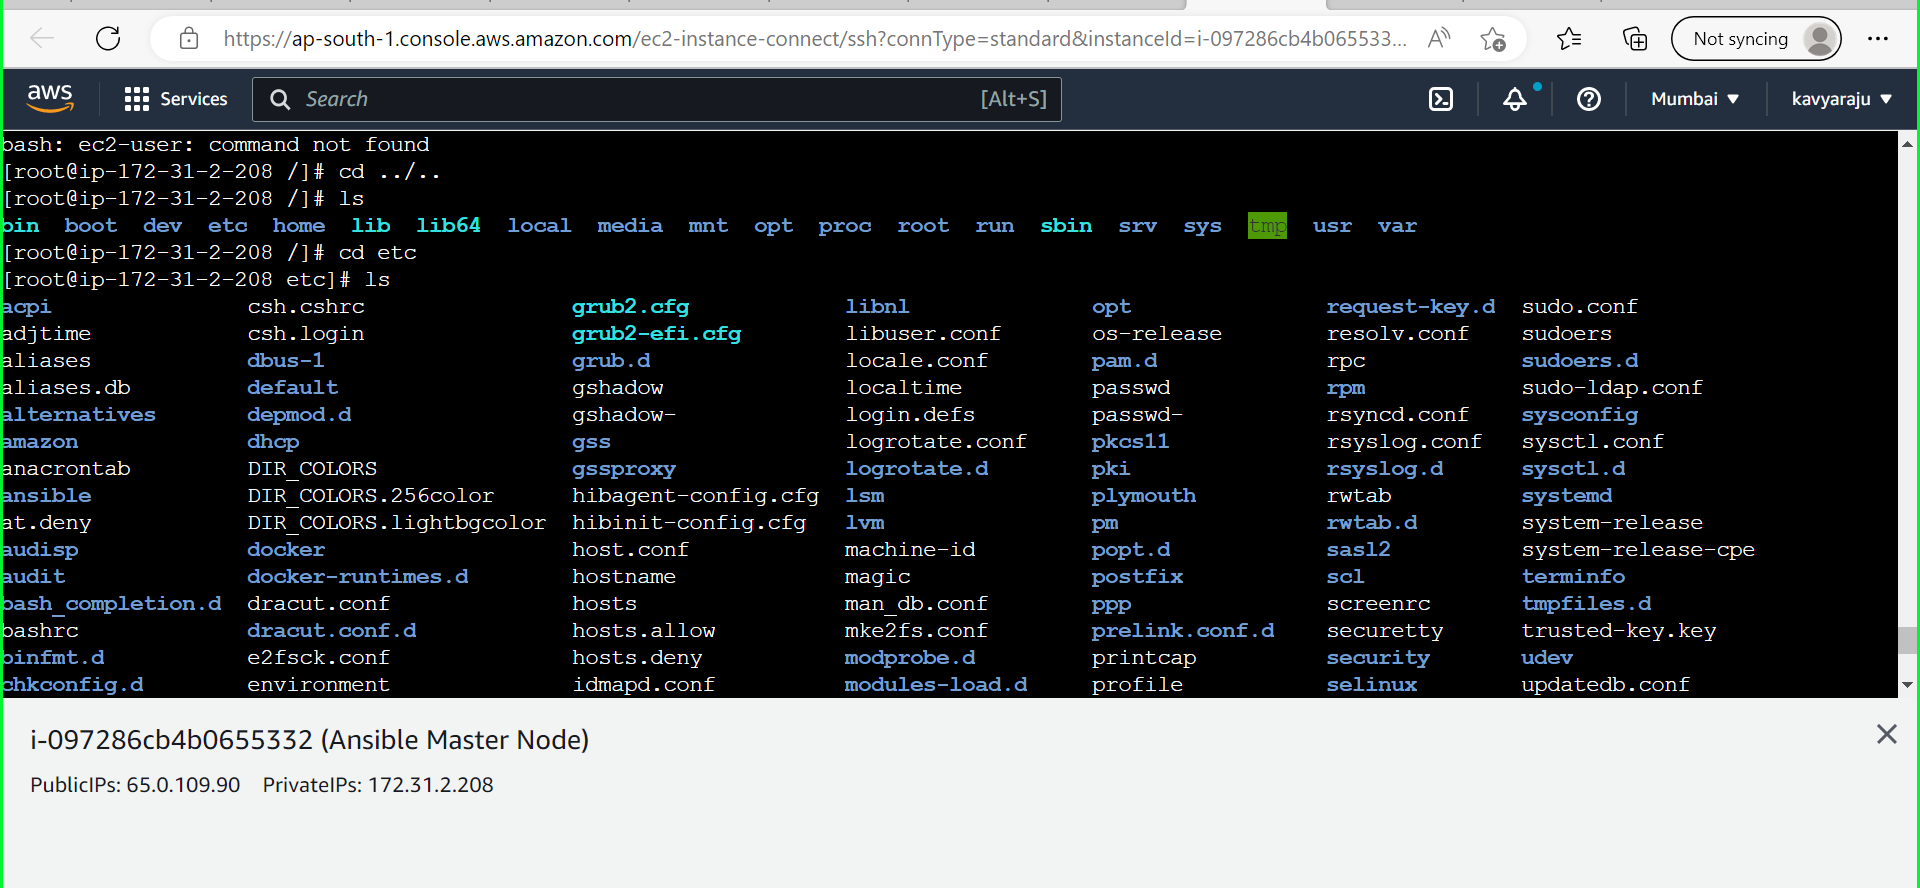 https://ap-south-1.console.aws.amazon.com/ec2-instance-connect/ssh?connType=standard&instanceId=i-097286cb4b065533... A Not syncing ...
aws Services Search [Alt+S] Mumbai kavyaraju
bash: ec2-user: command not found
[root@ip-172-31-2-208 /]# cd ../..
[root@ip-172-31-2-208 /]# ls
bin boot dev etc home lib lib64 local media mnt opt proc root run sbin srv sys tmp usr var
[root@ip-172-31-2-208 /]# cd etc
[root@ip-172-31-2-208 etc]# ls
acpi csh.cshrc grub2.cfg libnl opt request-key.d sudo.conf
adjtime csh.login grub2-efi.cfg libuser.conf os-release resolv.conf sudoers
aliases dbus-1 grub.d locale.conf pam.d rpc sudoers.d
aliases.db default gshadow localtime passwd rpm sudo-ldap.conf
alternatives depmod.d gshadow- login.defs passwd- rsyncd.conf sysconfig
amazon dhcp gss logrotate.conf pkcs11 rsyslog.conf sysctl.conf
anacrontab DIR_COLORS gssproxy logrotate.d pki rsyslog.d sysctl.d
ansible DIR_COLORS.256color hibagent-config.cfg lsm plymouth rwtab systemd
at.deny DIR_COLORS.lightbgcolor hibinit-config.cfg lvm pm rwtab.d system-release
audisp docker host.conf machine-id popt.d sasl2 system-release-cpe
audit docker-runtimes.d hostname magic postfix scl terminfo
bash_completion.d dracut.conf hosts man_db.conf ppp screenrc tmpfiles.d
bashrc dracut.conf.d hosts.allow mke2fs.conf prelink.conf.d securetty trusted-key.key
binfmt.d e2fsck.conf hosts.deny modprobe.d printcap security udev
chkconfig.d environment idmapd.conf modules-load.d profile selinux updatedb.conf
i-097286cb4b0655332 (Ansible Master Node)
PublicIPs: 65.0.109.90 PrivateIPs: 172.31.2.208